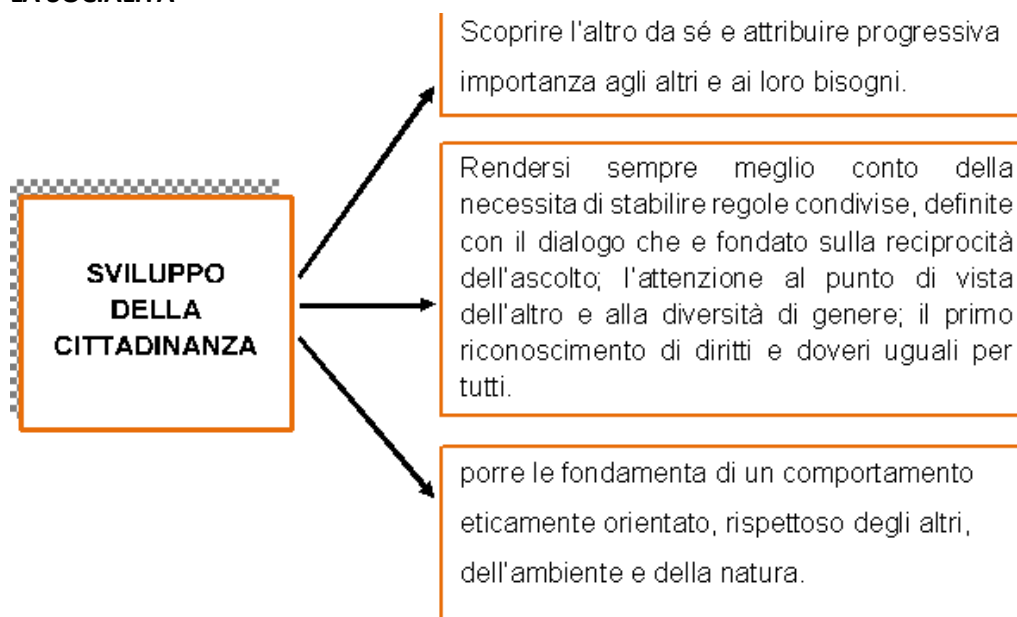 LA SOCIALITÀ
Scoprire l'altro da sé e attribuire progressiva
importanza agli altri e ai loro bisogni.
Rendersi sempre meglio conto della
necessita di stabilire regole condivise, definite
con il dialogo che e fondato sulla reciprocità
dell'ascolto; l'attenzione al punto di vista
dell'altro e alla diversità di genere; il primo
riconoscimento di diritti e doveri uguali per
tutti.
SVILUPPO
DELLA
CITTADINANZA
porre le fondamenta di un comportamento
eticamente orientato, rispettoso degli altri,
dell'ambiente e della natura.